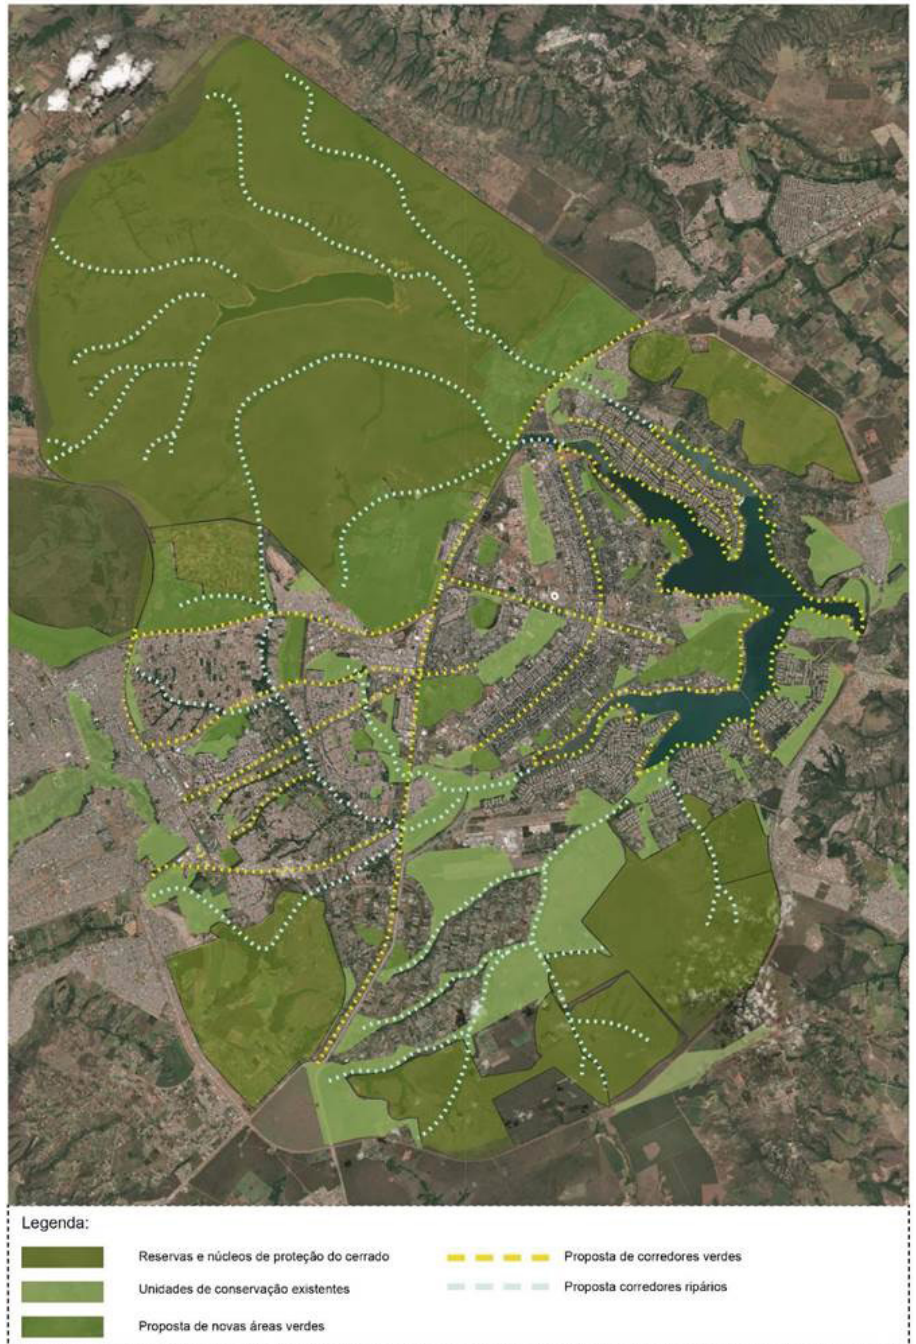 Legenda:
Reservas e núcleos de proteção do cerrado
Unidades de conservação existentes
Proposta de novas áreas verdes
Proposta de corredores verdes
Proposta corredores ripários